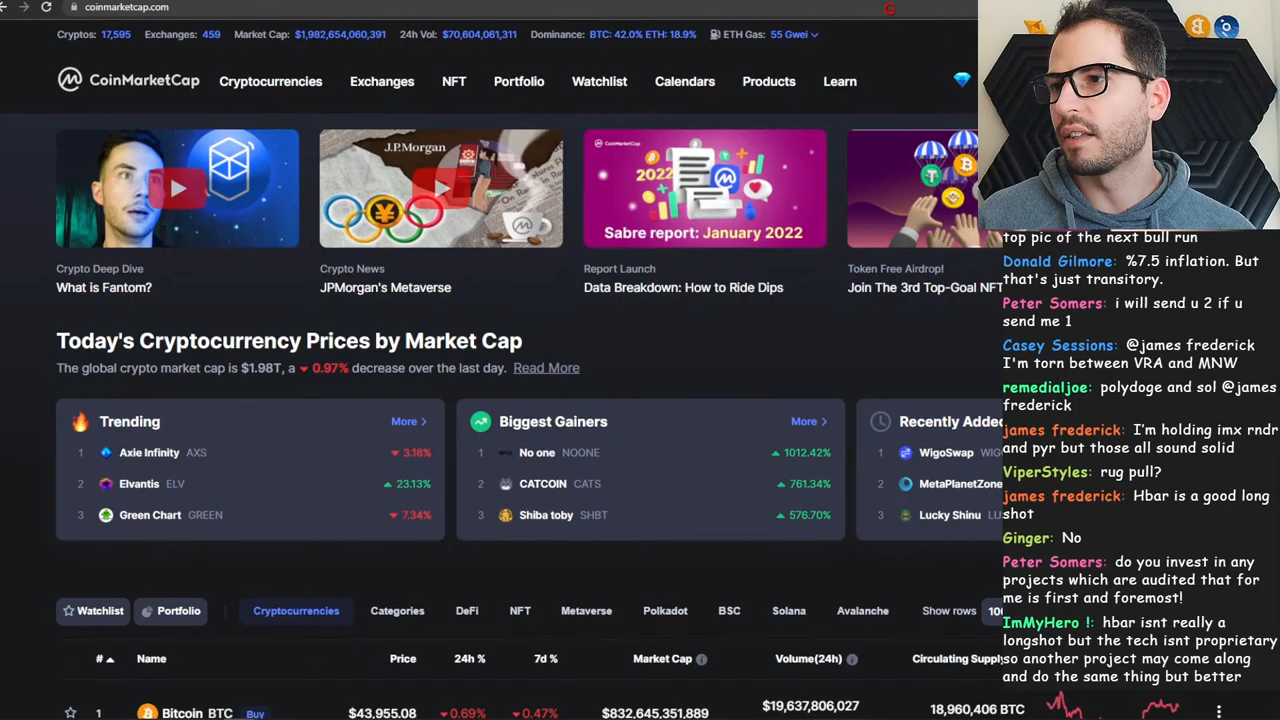 coinmarketcap.com
Cryptos: 17,595 Exchanges: 459 Market Cap: $1,982,654,060,391 24h Vol: $70,604,061,311 Dominance: BTC: 42.0% ETH: 18.9% ETH Gas: 55 Gwei
CoinMarketCap Cryptocurrencies Exchanges NFT Portfolio Watchlist Calendars Products Learn
J.P.Morgan
CoinMarketCap
2022
Sabre report: January 2022
Crypto Deep Dive
What is Fantom?
Crypto News
JPMorgan's Metaverse
Report Launch
Data Breakdown: How to Ride Dips
Token Free Airdrop!
Join The 3rd Top-Goal NFT
Today's Cryptocurrency Prices by Market Cap
The global crypto market cap is $1.98T, a 0.97% decrease over the last day. Read More
Trending More
1 Axie Infinity AXS 3.18%
2 Elvantis ELV 23.13%
3 Green Chart GREEN 7.34%
Biggest Gainers More
1 No one NOONE 1012.42%
2 CATCOIN CATS 761.34%
3 Shiba toby SHBT 576.70%
Recently Added
1 WigoSwap WIG
2 MetaPlanetZone
3 Lucky Shinu LU
Watchlist Portfolio Cryptocurrencies Categories DeFi NFT Metaverse Polkadot BSC Solana Avalanche Show rows 100
# Name Price 24h % 7d % Market Cap Volume(24h) Circulating Supply
1 Bitcoin BTC Buy $43,955.08 0.69% 0.47% $832,645,351,889 $19,637,806,027 18,960,406 BTC
top pic of the next bull run
Donald Gilmore: %7.5 inflation. But
that's just transitory.
Peter Somers: i will send u 2 if u
send me 1
Casey Sessions: @james frederick
I'm torn between VRA and MNW
remedialjoe: polydoge and sol @james
frederick
james frederick: I'm holding imx rndr
and pyr but those all sound solid
ViperStyles: rug pull?
james frederick: Hbar is a good long
shot
Ginger: No
Peter Somers: do you invest in any
projects which are audited that for
me is first and foremost!
ImMyHero !: hbar isnt really a
longshot but the tech isnt proprietary
so another project may come along
and do the same thing but better